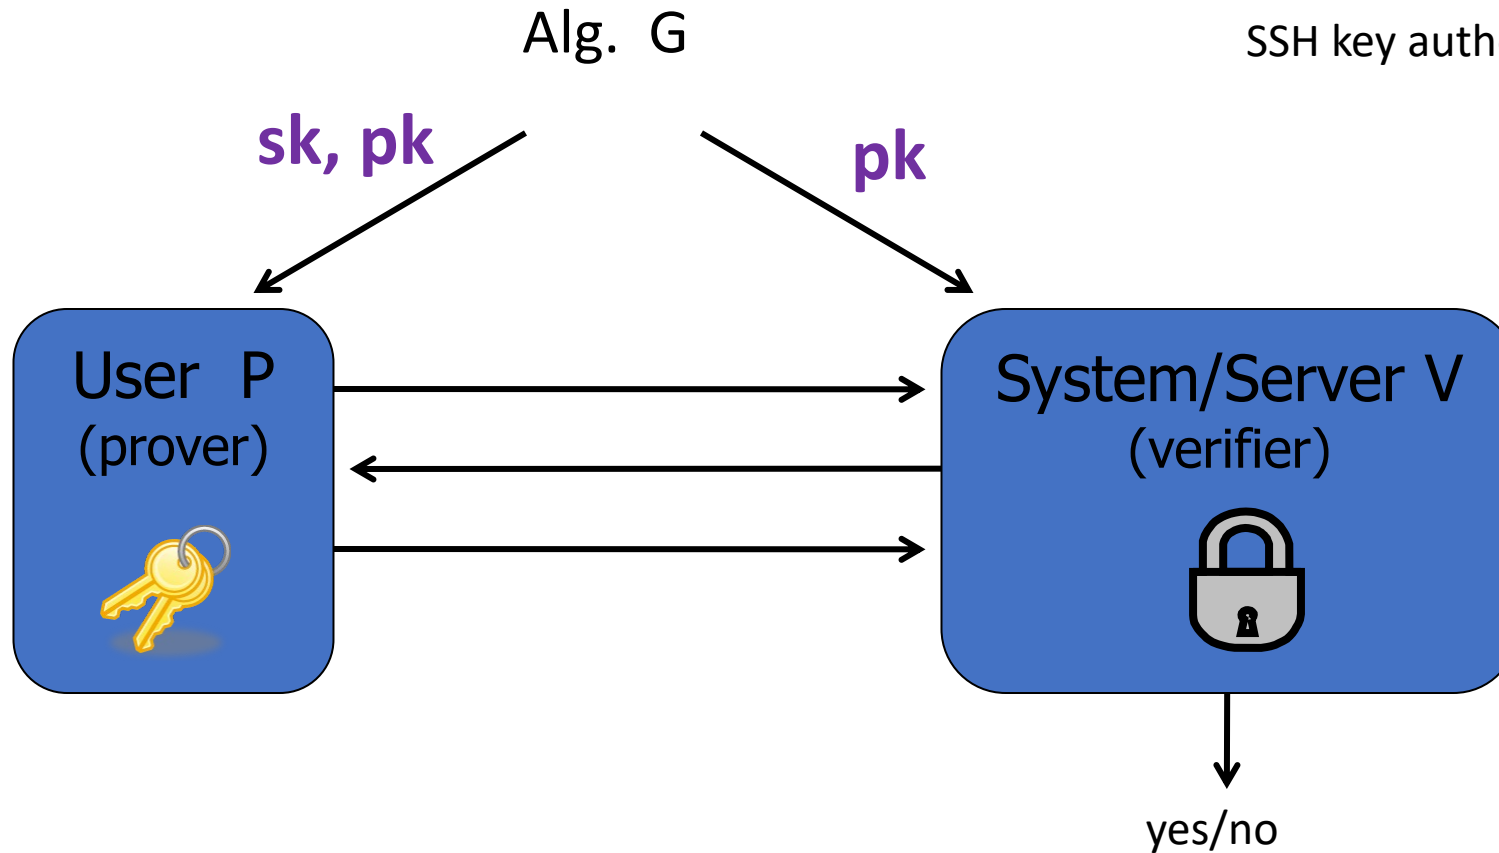 Alg. G
SSH key auth
sk, pk
pk
User P
(prover)
System/Server V
(verifier)
yes/no